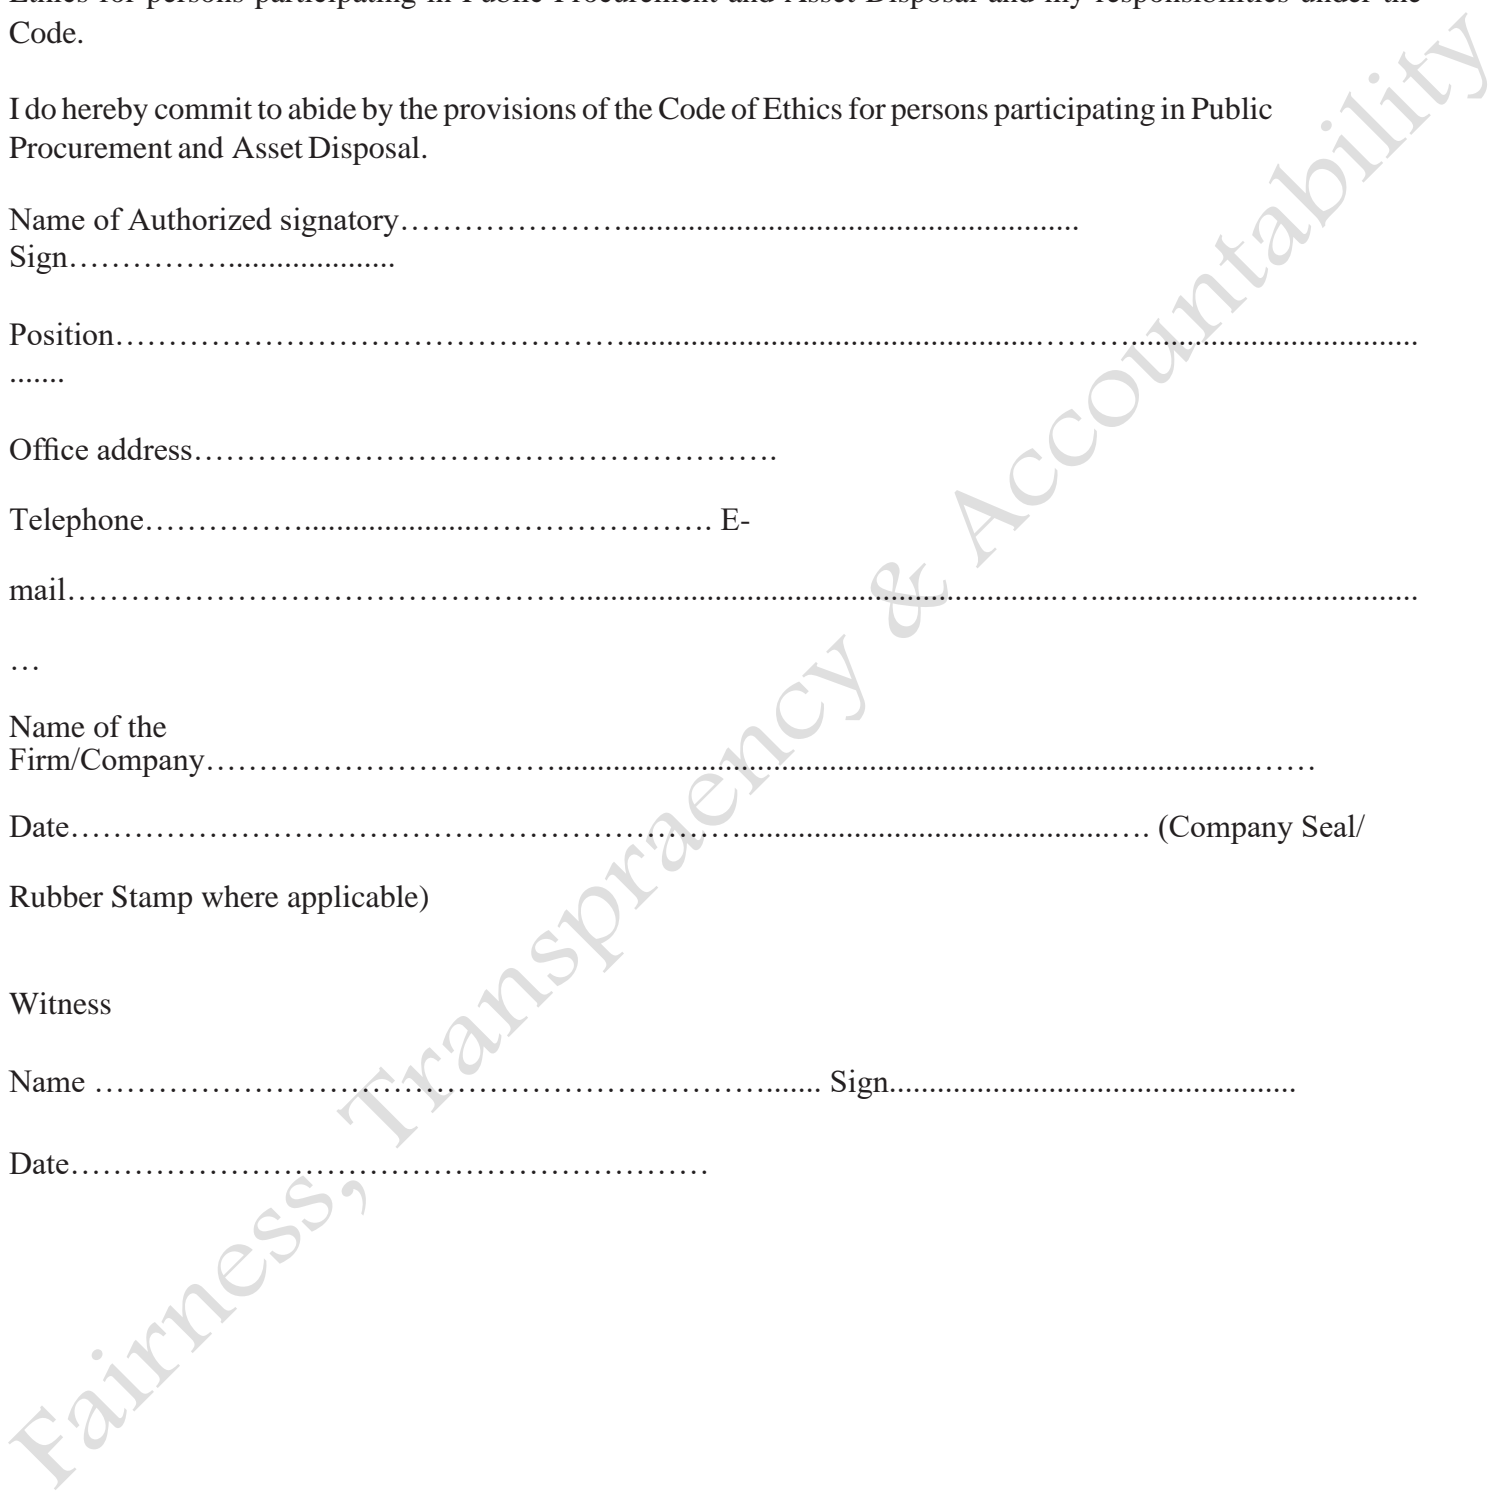 Ethics for persons participating in Public Procurement and Asset Disposal and my responsibilities under the
Code.
I do hereby commit to abide by the provisions of the Code of Ethics for persons participating in Public
Procurement and Asset Disposal.
Name of Authorized signatory…………………….........................................................
Sign…………….....................
Position…………………………………………....................................................………....................................
.......
Office address……………………………………………….
Telephone……………......................…………………. E-
mail…………………………………………............................................................…..........................................
…
Name of the
Firm/Company……………………………........................................................................................……
Date………………………………………………………..............................................…. (Company Seal/
Rubber Stamp where applicable)
Witness
Name ………………………………………………………....... Sign...................................................
Date……………………………………………………
Fairness, Transpraency & Accountability